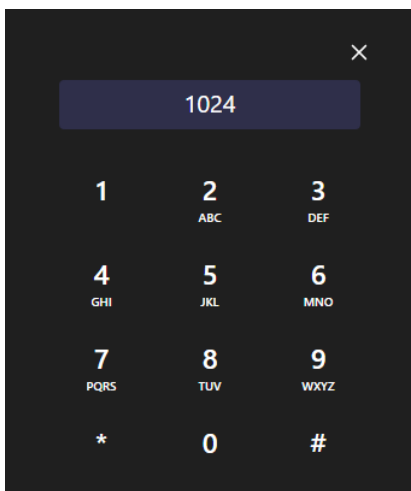 1024
1 2 3
ABC DEF
4 5 6
GHI JKL MNO
7 8 9
PQRS TUV WXYZ
* 0 #